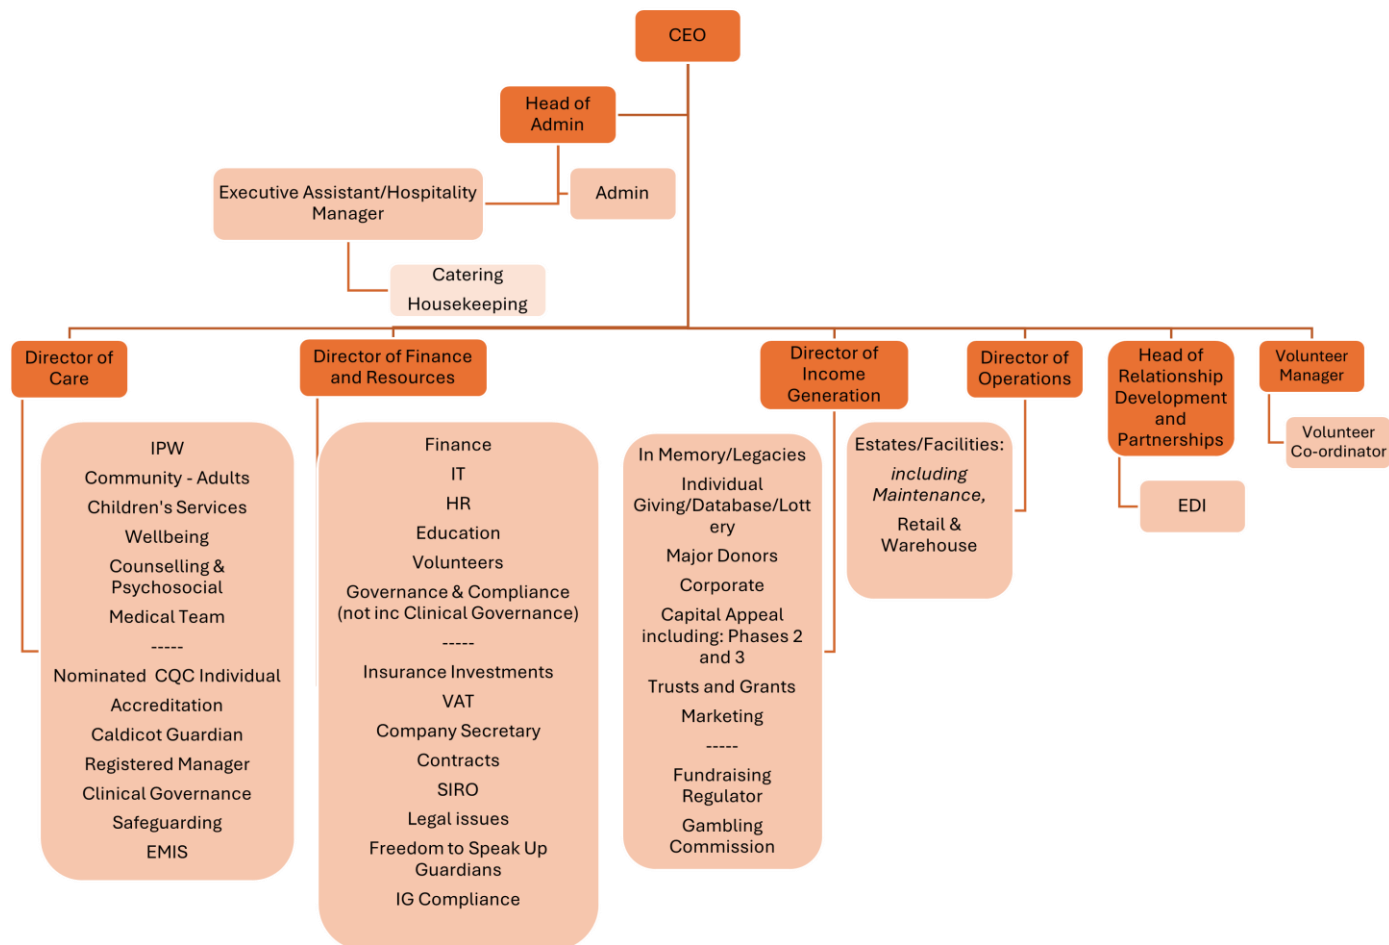 CEO
Head of
Admin
Executive Assistant/Hospitality
Manager
Admin
Catering
Housekeeping
Director of
Care
Director of Finance
and Resources
Director of
Income
Generation
Director of
Operations
Head of
Relationship
Development
and
Partnerships
Volunteer
Manager
IPW
Community - Adults
Children's Services
Wellbeing
Counselling &
Psychosocial
Medical Team
-----
Nominated  CQC Individual
Accreditation
Caldicot Guardian
Registered Manager
Clinical Governance
Safeguarding
EMIS
Finance
IT
HR
Education
Volunteers
Governance & Compliance
(not inc Clinical Governance)
-----
Insurance Investments
VAT
Company Secretary
Contracts
SIRO
Legal issues
Freedom to Speak Up
Guardians
IG Compliance
In Memory/Legacies
Individual
Giving/Database/Lott
ery
Major Donors
Corporate
Capital Appeal
including: Phases 2
and 3
Trusts and Grants
Marketing
-----
Fundraising
Regulator
Gambling
Commission
Estates/Facilities:
including
Maintenance,
Retail &
Warehouse
EDI
Volunteer
Co-ordinator